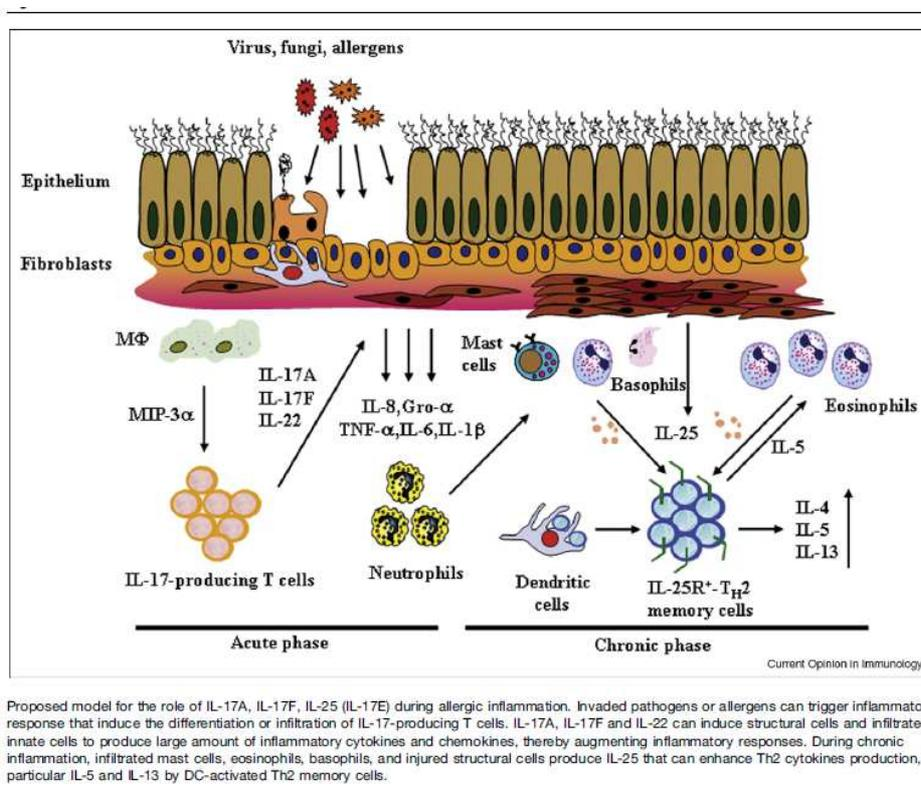 Virus, fungi, allergens
Epithelium
Fibroblasts
MΦ
MIP-3α
IL-17A
IL-17F
IL-22
IL-8,Gro-α
TNF-α,IL-6,IL-1β
Mast
cells
Basophils
Eosinophils
IL-25
IL-5
IL-4
IL-5
IL-13
IL-17-producing T cells
Neutrophils
Dendritic
cells
IL-25R⁺-T_H2
memory cells
Acute phase
Chronic phase
Current Opinion in Immunology
Proposed model for the role of IL-17A, IL-17F, IL-25 (IL-17E) during allergic inflammation. Invaded pathogens or allergens can trigger inflammato
response that induce the differentiation or infiltration of IL-17-producing T cells. IL-17A, IL-17F and IL-22 can induce structural cells and infiltrate
innate cells to produce large amount of inflammatory cytokines and chemokines, thereby augmenting inflammatory responses. During chronic
inflammation, infiltrated mast cells, eosinophils, basophils, and injured structural cells produce IL-25 that can enhance Th2 cytokines production,
particular IL-5 and IL-13 by DC-activated Th2 memory cells.